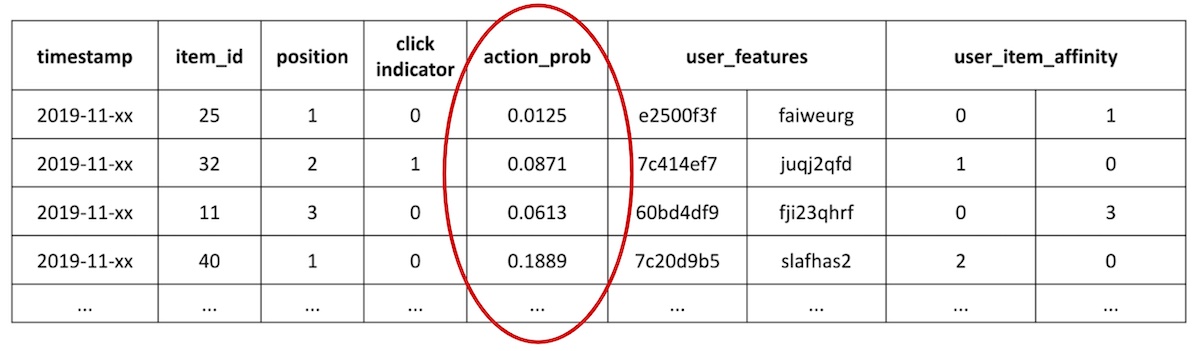 timestamp item_id position click indicator action_prob user_features user_item_affinity
2019-11-xx 25 1 0 0.0125 e2500f3f faiweurg 0 1
2019-11-xx 32 2 1 0.0871 7c414ef7 juqj2qfd 1 0
2019-11-xx 11 3 0 0.0613 60bd4df9 fji23qhrf 0 3
2019-11-xx 40 1 0 0.1889 7c20d9b5 slafhas2 2 0
... ... ... ... ... ... ... ... ...